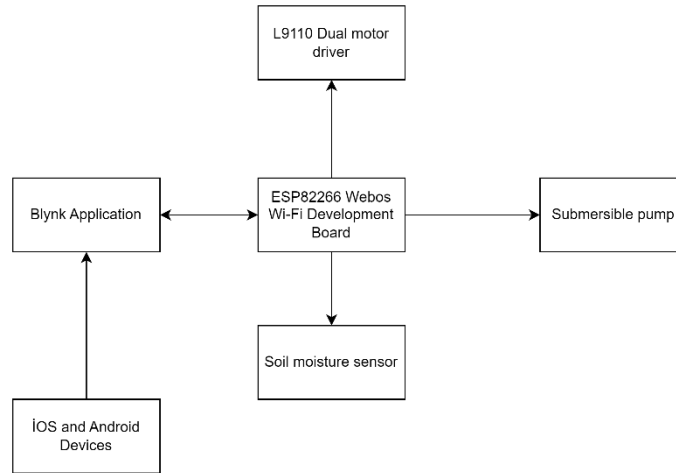 L9110 Dual motor
driver
Blynk Application
ESP82266 Webos
Wi-Fi Development
Board
Submersible pump
Soil moisture sensor
İOS and Android
Devices